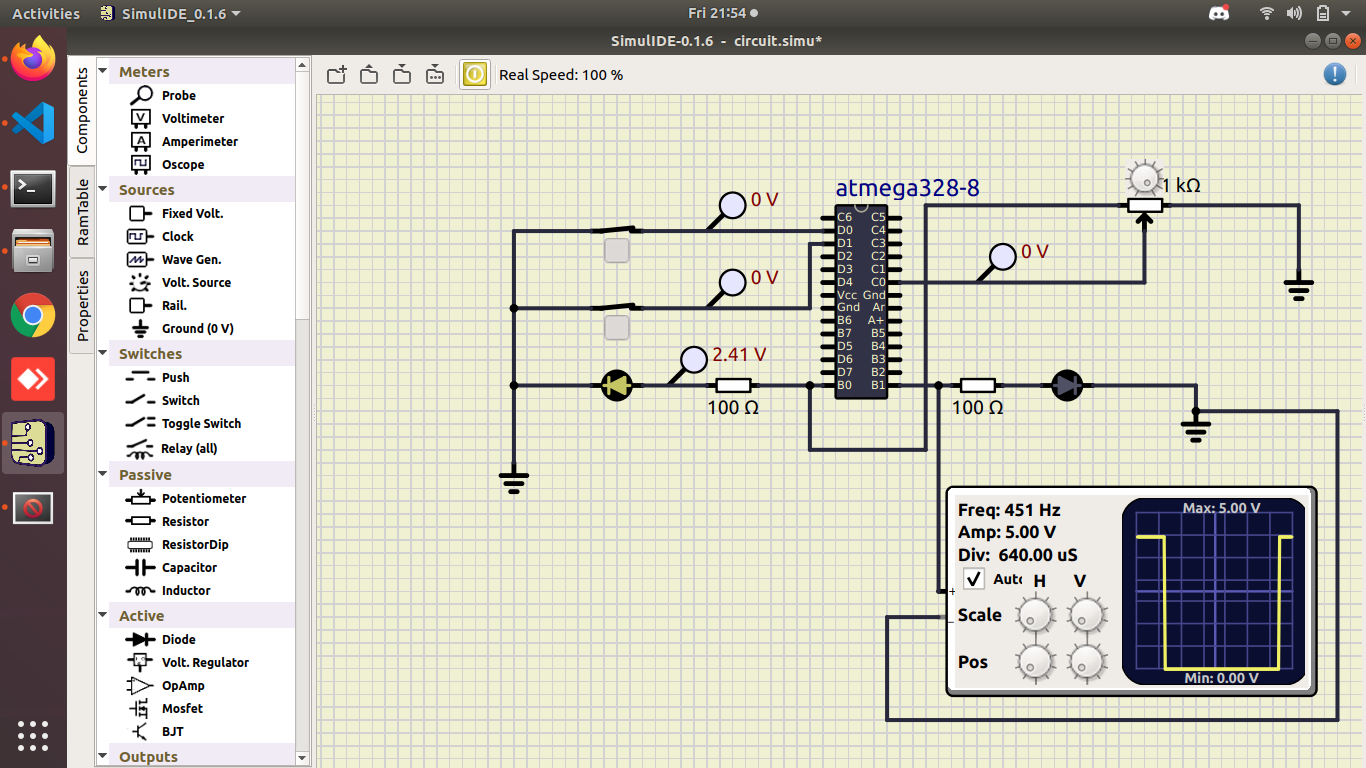 Activities
SimulIDE_0.1.6
Fri 21:54
SimulIDE-0.1.6 - circuit.simu*
Components
RamTable
Properties
Meters
Probe
Voltimeter
Amperimeter
Oscope
Sources
Fixed Volt.
Clock
Wave Gen.
Volt. Source
Rail.
Ground (0 V)
Switches
Push
Switch
Toggle Switch
Relay (all)
Passive
Potentiometer
Resistor
ResistorDip
Capacitor
Inductor
Active
Diode
Volt. Regulator
OpAmp
Mosfet
BJT
Outputs
Real Speed: 100 %
atmega328-8
0 V
0 V
2.41 V
100 Ω
C6 C5
D0 C4
D1 C3
D2 C2
D3 C1
D4 C0
Vcc Gnd
Gnd Ar
B6 A+
B7 B5
D5 B4
D6 B3
D7 B2
B0 B1
1 kΩ
0 V
100 Ω
Freq: 451 Hz
Amp: 5.00 V
Div: 640.00 uS
Auto H V
Scale
Pos
+
-
Max: 5.00 V
Min: 0.00 V